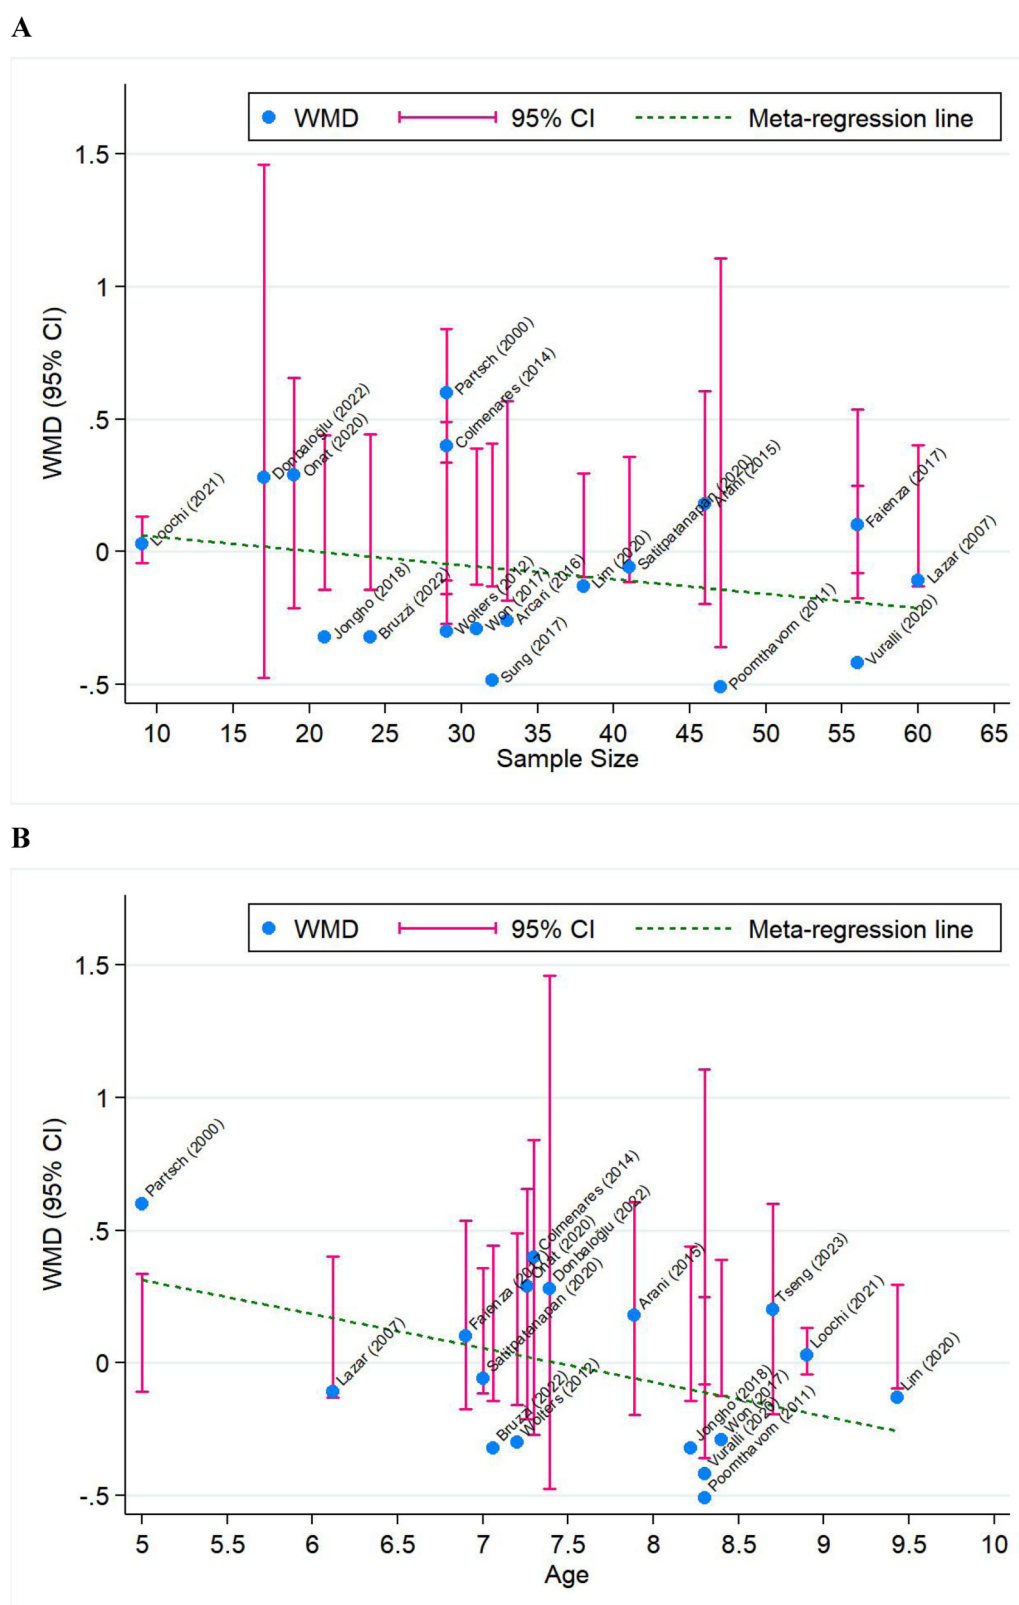 A
WMD 95% CI Meta-regression line
1.5
1
.5
0
-.5
WMD (95% CI)
Loochi (2021)
Donbaloğlu (2022)
Onat (2020)
Jongho (2018)
Bruzzi (2022)
Partsch (2000)
Colmenares (2014)
Wolters (2012)
Won (2017)
Sung (2017)
Arcari (2016)
Lim (2020)
Satitpatanapan (2020)
Arani (2015)
Poomthavorn (2011)
Faienza (2017)
Vuralli (2020)
Lazar (2007)
10 15 20 25 30 35 40 45 50 55 60 65
Sample Size
B
WMD 95% CI Meta-regression line
1.5
1
.5
0
-.5
WMD (95% CI)
Partsch (2000)
Lazar (2007)
Faienza (2017)
Satitpatanapan (2020)
Bruzzi (2022)
Wolters (2012)
Onat (2020)
Colmenares (2014)
Donbaloğlu (2022)
Arani (2015)
Jongho (2018)
Vuralli (2020)
Poomthavorn (2011)
Won (2017)
Tseng (2023)
Loochi (2021)
Lim (2020)
5 5.5 6 6.5 7 7.5 8 8.5 9 9.5 10
Age